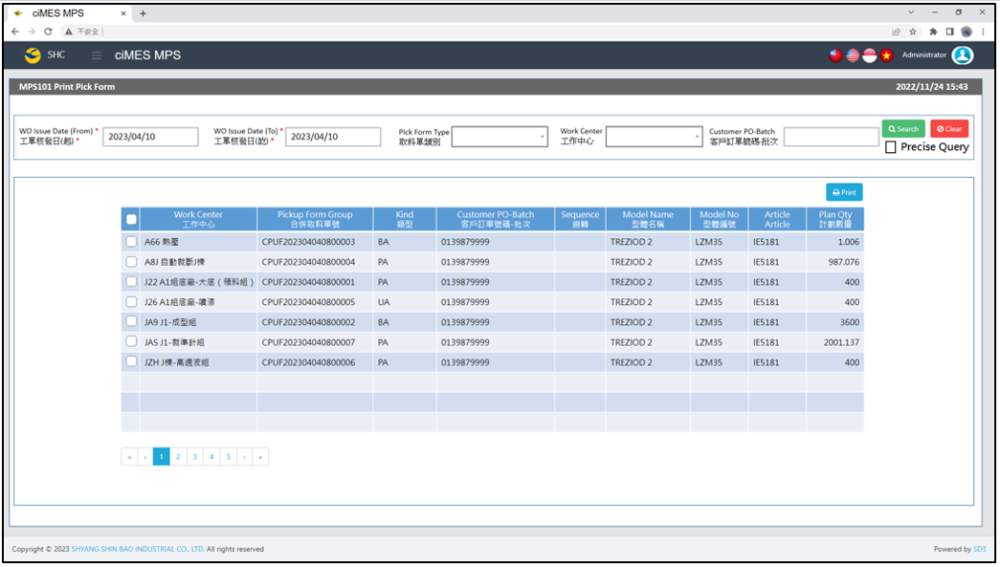 ciMES MPS
不安全
SHC
ciMES MPS
Administrator
MPS101 Print Pick Form
2022/11/24 15:43
WO Issue Date (From) *
工單核發日(起) *
2023/04/10
WO Issue Date (To) *
工單核發日(訖) *
2023/04/10
Pick Form Type
取料單類別
Work Center
工作中心
Customer PO-Batch
客戶訂單號碼-批次
Search
Clear
Precise Query
Print
Work Center Pickup Form Group Kind Customer PO-Batch Sequence Model Name Model No Article Plan Qty
工作中心 合併取料單號 類型 客戶訂單號碼-批次 迴轉 型體名稱 型體編號 Article 計劃數量
A66 熱壓 CPUF202304040800003 BA 0139879999 TREZIOD 2 LZM35 IE5181 1.006
A8J 自動裁斷J棟 CPUF202304040800004 PA 0139879999 TREZIOD 2 LZM35 IE5181 987.076
J22 A1組底廠-大底 ( 領料組 ) CPUF202304040800001 PA 0139879999 TREZIOD 2 LZM35 IE5181 400
J26 A1組底廠-噴漆 CPUF202304040800005 UA 0139879999 TREZIOD 2 LZM35 IE5181 400
JA9 J1-成型組 CPUF202304040800002 BA 0139879999 TREZIOD 2 LZM35 IE5181 3600
JAS J1-裁準針組 CPUF202304040800007 PA 0139879999 TREZIOD 2 LZM35 IE5181 2001.137
JZH J棟-高週波組 CPUF202304040800006 PA 0139879999 TREZIOD 2 LZM35 IE5181 400
« ‹ 1 2 3 4 5 › »
Copyright © 2023 SHYANG SHIN BAO INDUSTRIAL CO., LTD. All rights reserved
Powered by SD3